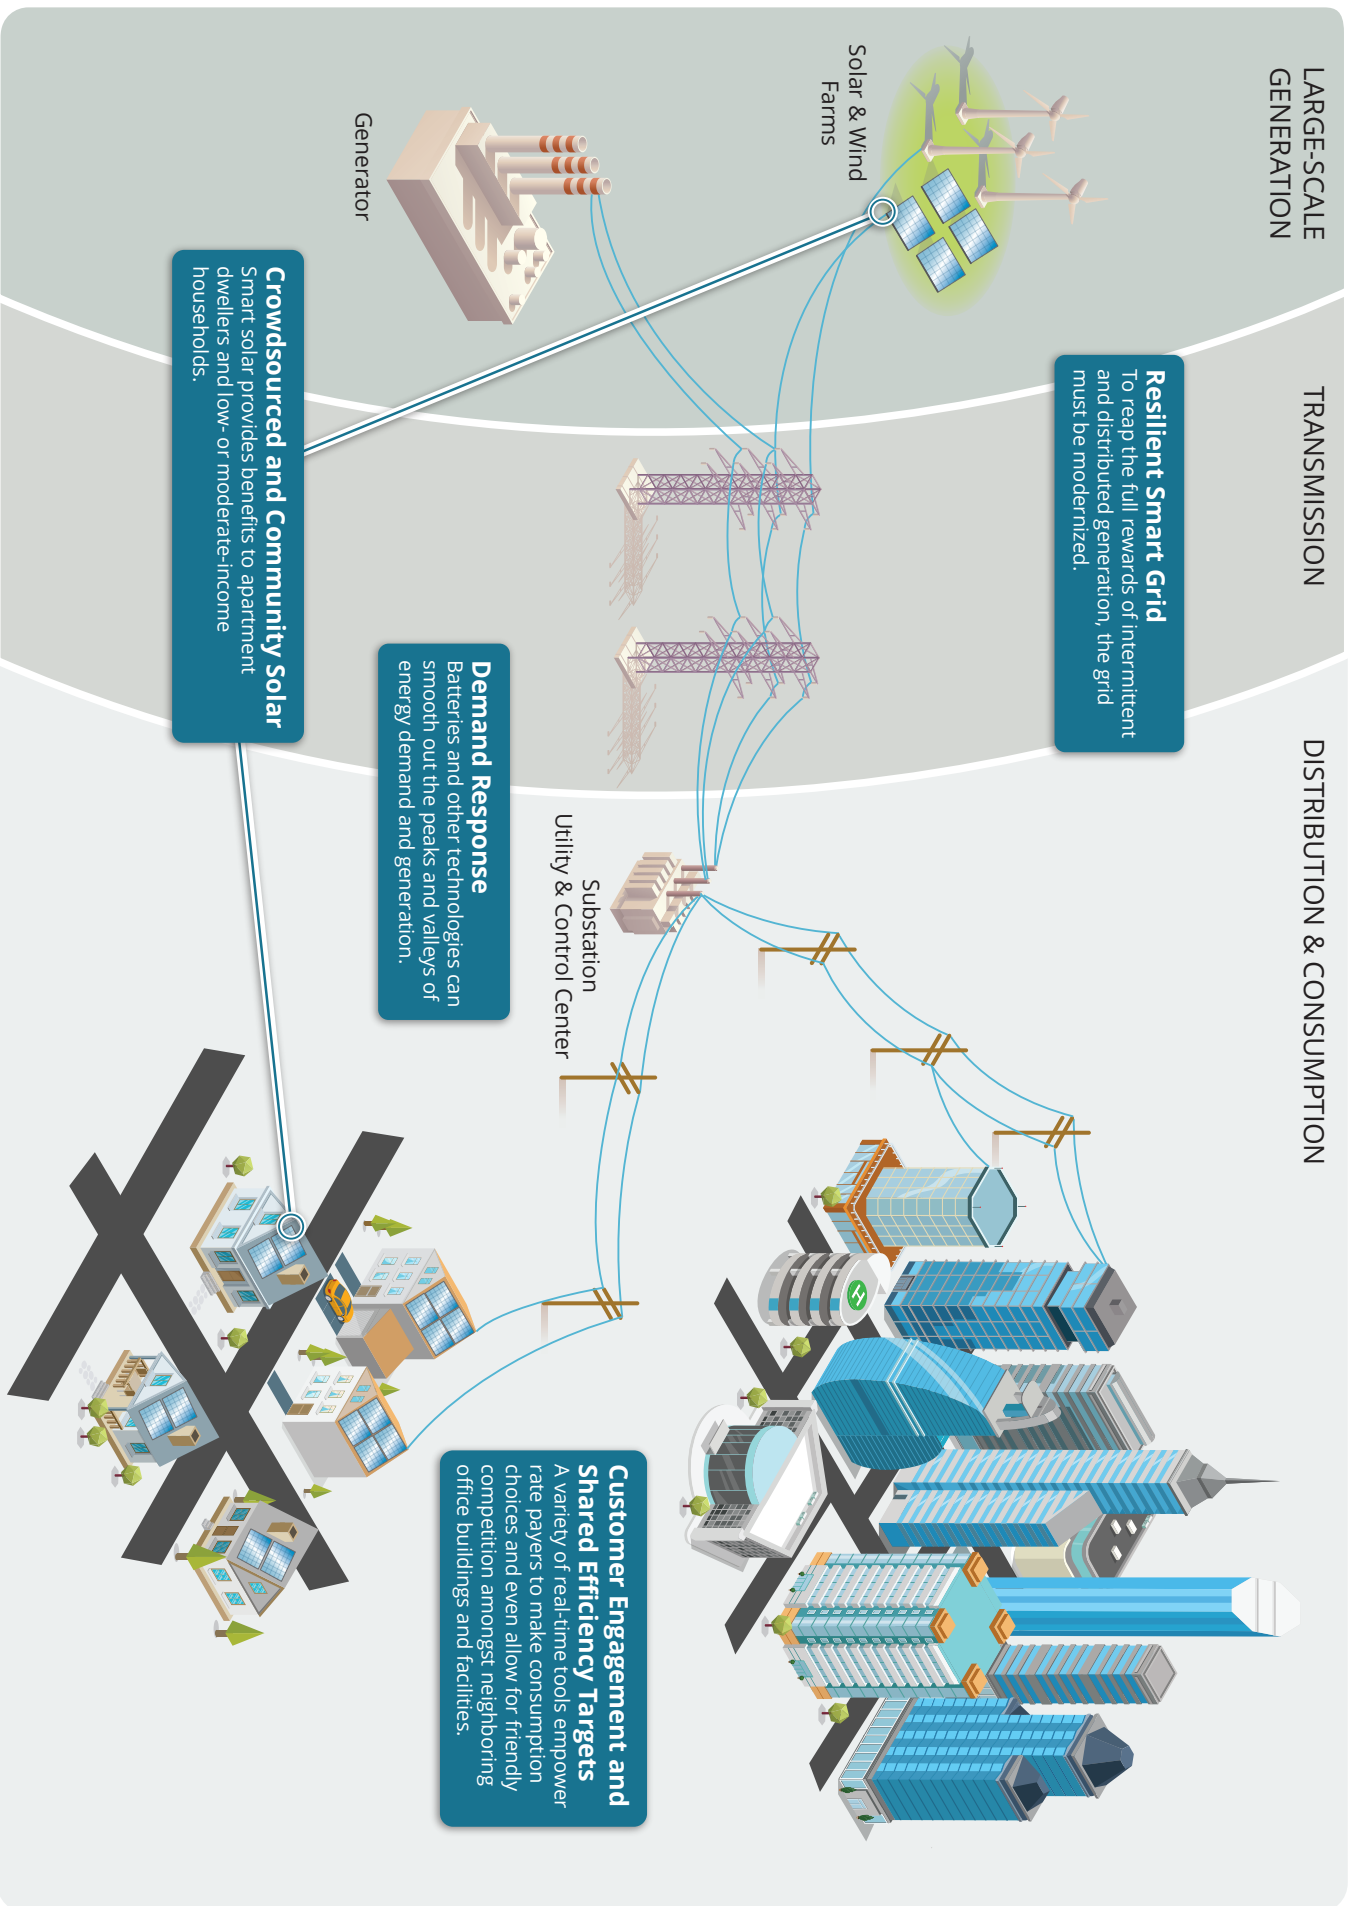 LARGE-SCALE
GENERATION
TRANSMISSION
DISTRIBUTION & CONSUMPTION
Resilient Smart Grid
To reap the full rewards of intermittent
and distributed generation, the grid
must be modernized.
Solar & Wind
Farms
Generator
Substation
Utility & Control Center
Demand Response
Batteries and other technologies can
smooth out the peaks and valleys of
energy demand and generation.
Crowdsourced and Community Solar
Smart solar provides benefits to apartment
dwellers and low- or moderate-income
households.
H
Customer Engagement and
Shared Efficiency Targets
A variety of real-time tools empower
rate payers to make consumption
choices and even allow for friendly
competition amongst neighboring
office buildings and facilities.